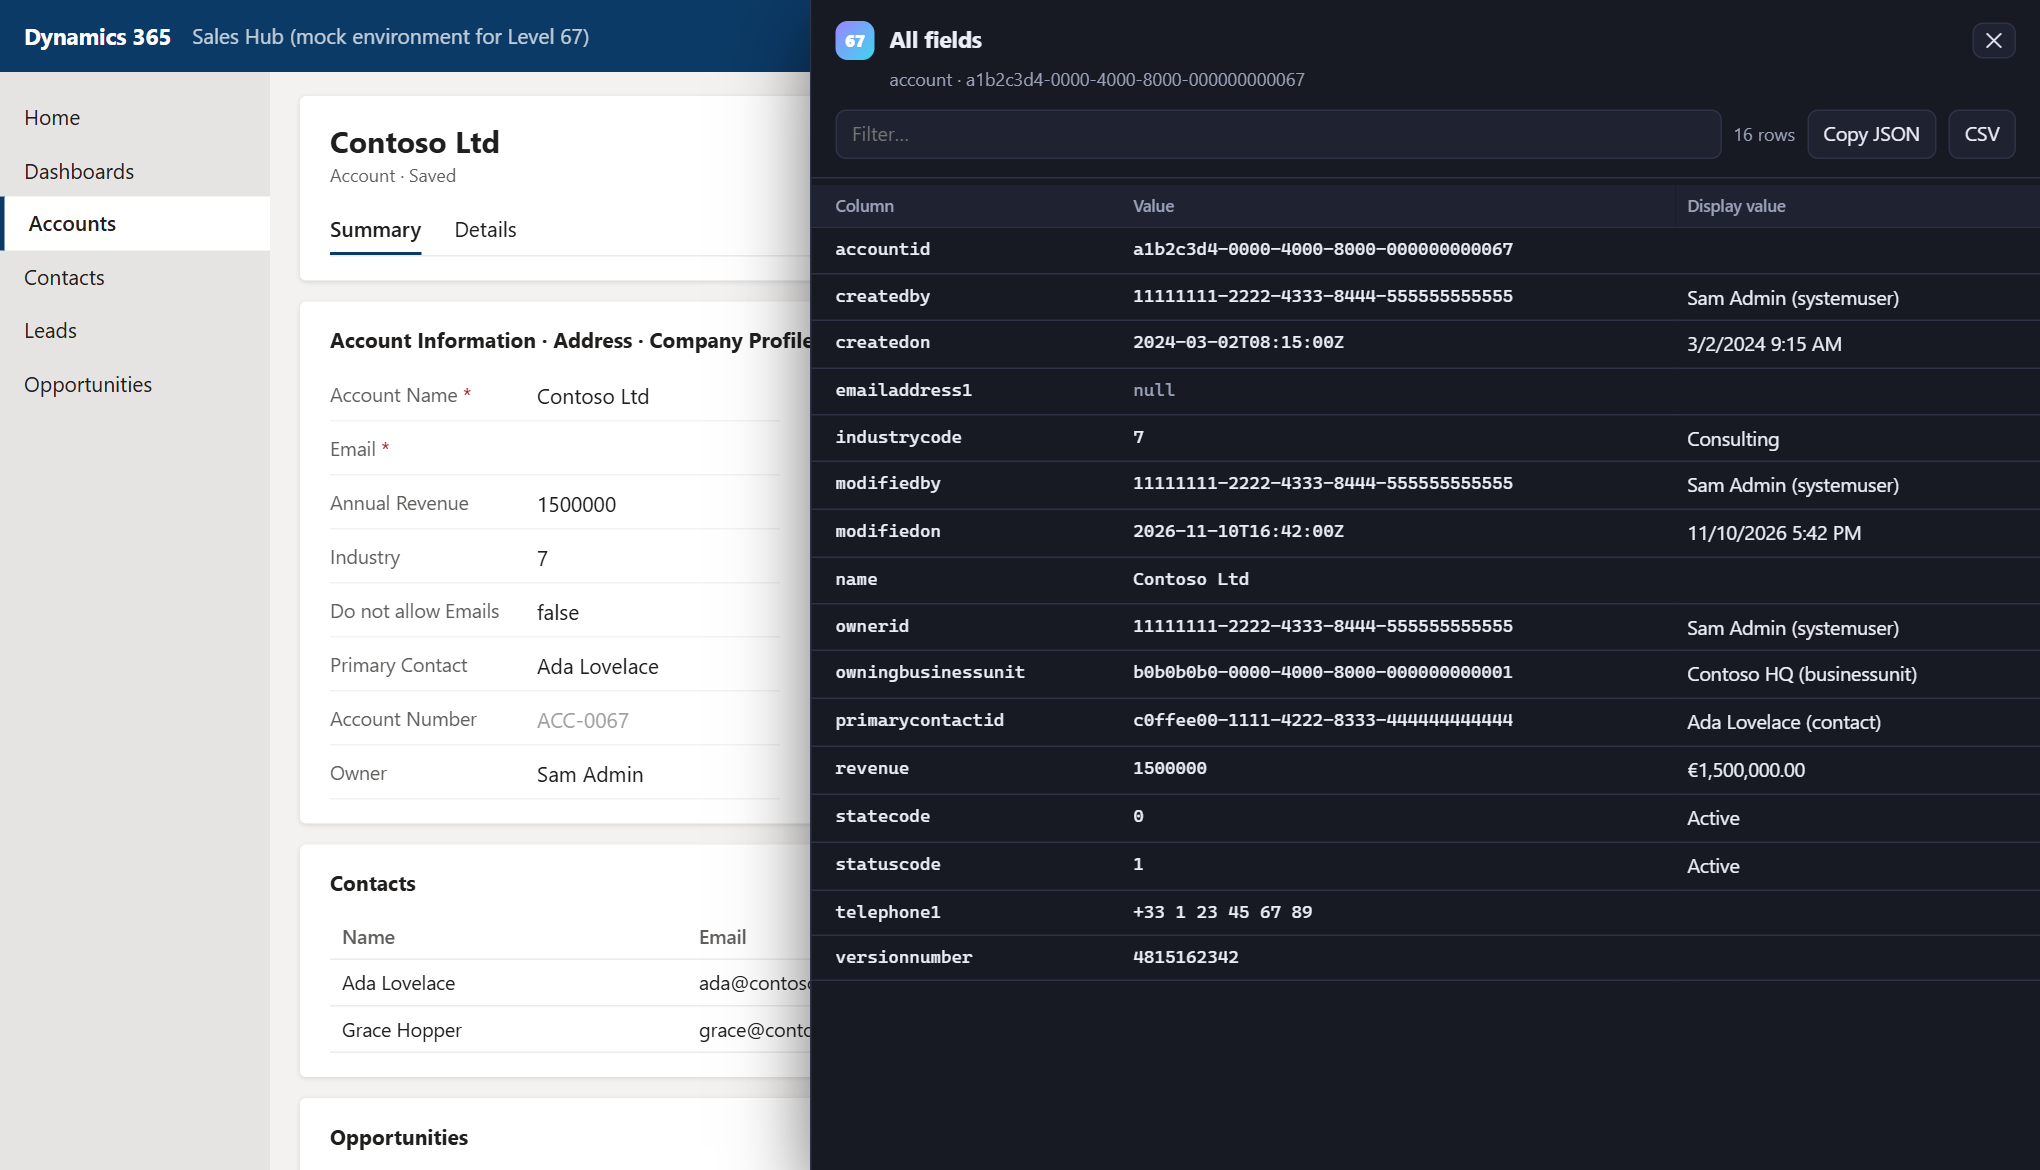 Dynamics 365 Sales Hub (mock environment for Level 67)
Home
Dashboards
Accounts
Contacts
Leads
Opportunities
Contoso Ltd
Account · Saved
Summary Details
Account Information · Address · Company Profile
Account Name * Contoso Ltd
Email *
Annual Revenue 1500000
Industry 7
Do not allow Emails false
Primary Contact Ada Lovelace
Account Number ACC-0067
Owner Sam Admin
Contacts
Name Email
Ada Lovelace ada@contoso
Grace Hopper grace@conto
Opportunities
67 All fields
account · a1b2c3d4-0000-4000-8000-000000000067
Filter... 16 rows Copy JSON CSV
Column Value Display value
accountid a1b2c3d4-0000-4000-8000-000000000067
createdby 11111111-2222-4333-8444-555555555555 Sam Admin (systemuser)
createdon 2024-03-02T08:15:00Z 3/2/2024 9:15 AM
emailaddress1 null
industrycode 7 Consulting
modifiedby 11111111-2222-4333-8444-555555555555 Sam Admin (systemuser)
modifiedon 2026-11-10T16:42:00Z 11/10/2026 5:42 PM
name Contoso Ltd
ownerid 11111111-2222-4333-8444-555555555555 Sam Admin (systemuser)
owningbusinessunit b0b0b0b0-0000-4000-8000-000000000001 Contoso HQ (businessunit)
primarycontactid c0ffee00-1111-4222-8333-444444444444 Ada Lovelace (contact)
revenue 1500000 €1,500,000.00
statecode 0 Active
statuscode 1 Active
telephone1 +33 1 23 45 67 89
versionnumber 4815162342